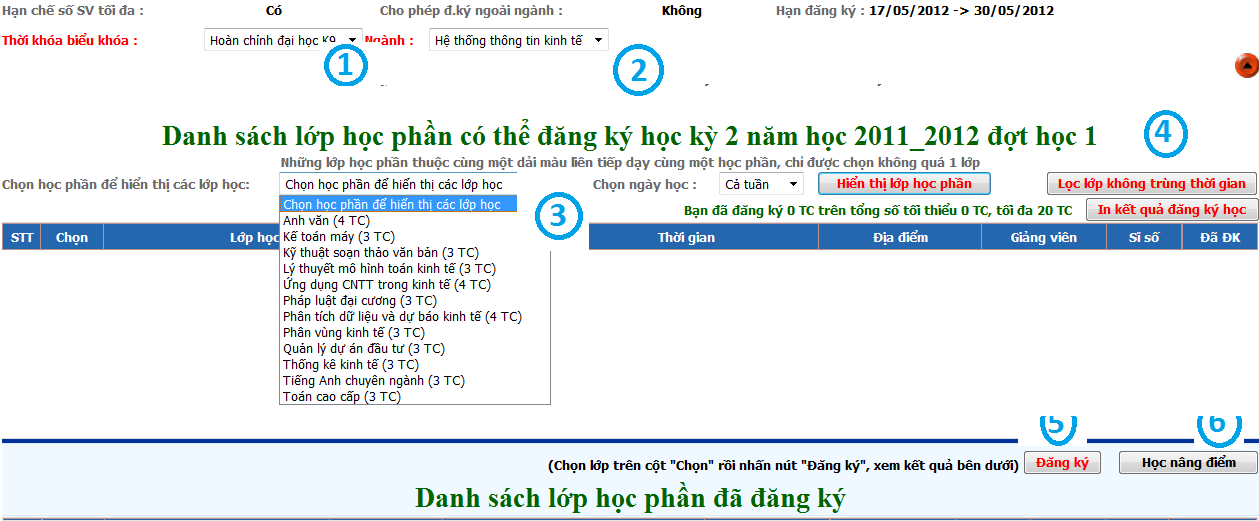 Hạn chế số SV tối đa : Có Cho phép đ.ký ngoài ngành : Không Hạn đăng ký : 17/05/2012 -> 30/05/2012
Thời khóa biểu khóa : Hoàn chỉnh đại học K9 Ngành : Hệ thống thông tin kinh tế
1 2
Danh sách lớp học phần có thể đăng ký học kỳ 2 năm học 2011_2012 đợt học 1 4
Những lớp học phần thuộc cùng một dải màu liên tiếp dạy cùng một học phần, chỉ được chọn không quá 1 lớp
Chọn học phần để hiển thị các lớp học: Chọn học phần để hiển thị các lớp học Chọn ngày học : Cả tuần Hiển thị lớp học phần Lọc lớp không trùng thời gian
Chọn học phần để hiển thị các lớp học 3 Bạn đã đăng ký 0 TC trên tổng số tối thiểu 0 TC, tối đa 20 TC In kết quả đăng ký học
STT Chọn Lớp học Thời gian Địa điểm Giảng viên Sĩ số Đã ĐK
Anh văn (4 TC)
Kế toán máy (3 TC)
Kỹ thuật soạn thảo văn bản (3 TC)
Lý thuyết mô hình toán kinh tế (3 TC)
Ứng dụng CNTT trong kinh tế (4 TC)
Pháp luật đại cương (3 TC)
Phân tích dữ liệu và dự báo kinh tế (4 TC)
Phân vùng kinh tế (3 TC)
Quản lý dự án đầu tư (3 TC)
Thống kê kinh tế (3 TC)
Tiếng Anh chuyên ngành (3 TC)
Toán cao cấp (3 TC)
5 6
(Chọn lớp trên cột "Chọn" rồi nhấn nút "Đăng ký", xem kết quả bên dưới) Đăng ký Học nâng điểm
Danh sách lớp học phần đã đăng ký